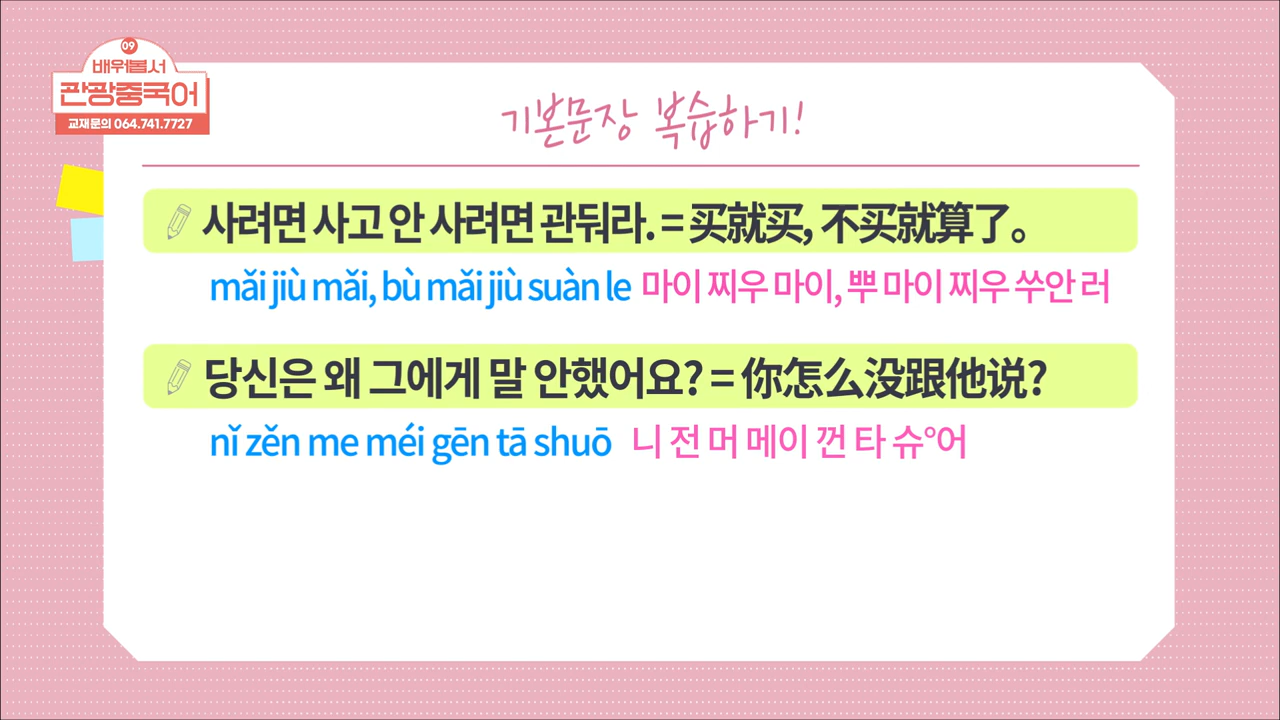 09
배워봅서
관광중국어
교재문의 064.741.7727
기본문장 복습하기!
사려면 사고 안 사려면 관둬라. = 买就买, 不买就算了。
mǎi jiù mǎi, bù mǎi jiù suàn le 마이 찌우 마이, 뿌 마이 찌우 쑤안 러
당신은 왜 그에게 말 안했어요? = 你怎么没跟他说?
nǐ zěn me méi gēn tā shuō 니 전 머 메이 껀 타 슈°어